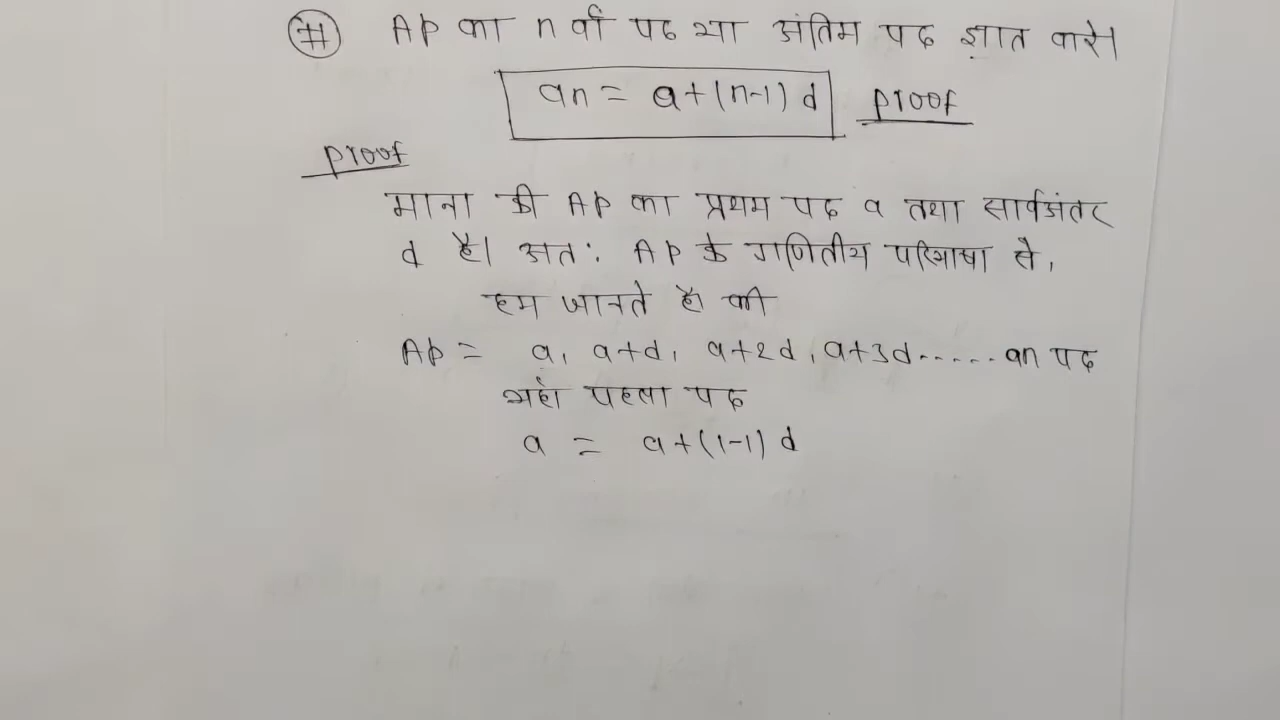 # AP का n वाँ पद या अंतिम पद ज्ञात करो।
an = a+(n-1) d proof
proof
माना की AP का प्रथम पद a तथा सार्वअंतर
d है। अत: AP के गणितीय परिभाषा से,
हम जानते है। की
AP = a, a+d, a+2d, a+3d...... an पद
यहाँ पहला पद
a = a+(1-1) d